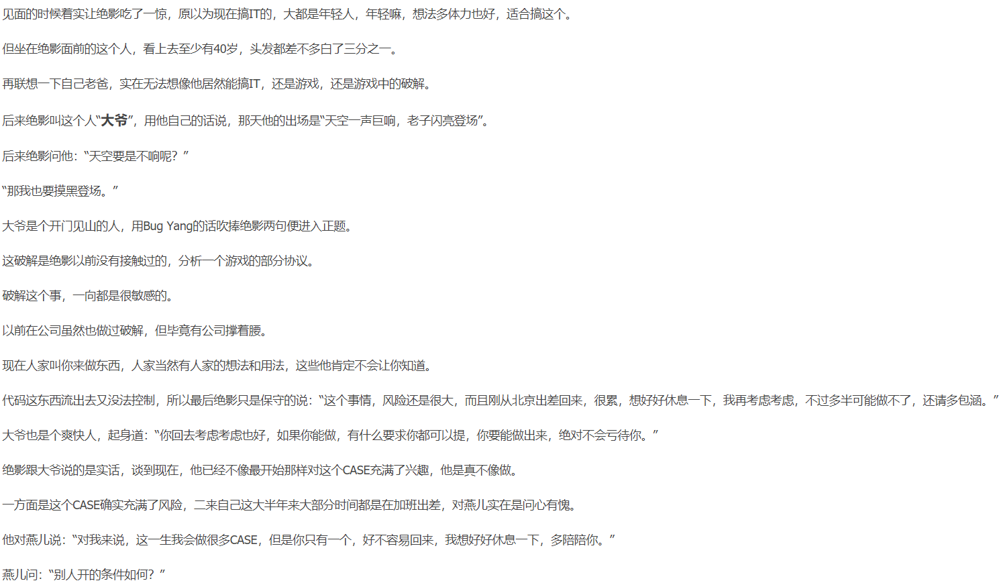 见面的时候着实让绝影吃了一惊，原以为现在搞IT的，大都是年轻人，年轻嘛，想法多体力也好，适合搞这个。
但坐在绝影面前的这个人，看上去至少有40岁，头发都差不多白了三分之一。
再联想一下自己老爸，实在无法想像他居然能搞IT，还是游戏，还是游戏中的破解。
后来绝影叫这个人“大爷”，用他自己的话说，那天他的出场是“天空一声巨响，老子闪亮登场”。
后来绝影问他：“天空要是不响呢？”
“那我也要摸黑登场。”
大爷是个开门见山的人，用Bug Yang的话吹捧绝影两句便进入正题。
这破解是绝影以前没有接触过的，分析一个游戏的部分协议。
破解这个事，一向都是很敏感的。
以前在公司虽然也做过破解，但毕竟有公司撑着腰。
现在人家叫你来做东西，人家当然有人家的想法和用法，这些他肯定不会让你知道。
代码这东西流出去又没法控制，所以最后绝影只是保守的说：“这个事情，风险还是很大，而且刚从北京出差回来，很累，想好好休息一下，我再考虑考虑，不过多半可能做不了，还请多包涵。”
大爷也是个爽快人，起身道：“你回去考虑考虑也好，如果你能做，有什么要求你都可以提，你要能做出来，绝对不会亏待你。”
绝影跟大爷说的是实话，谈到现在，他已经不像最开始那样对这个CASE充满了兴趣，他是真不像做。
一方面是这个CASE确实充满了风险，二来自己这大半年来大部分时间都是在加班出差，对燕儿实在是问心有愧。
他对燕儿说：“对我来说，这一生我会做很多CASE，但是你只有一个，好不容易回来，我想好好休息一下，多陪陪你。”
燕儿问：“别人开的条件如何？”